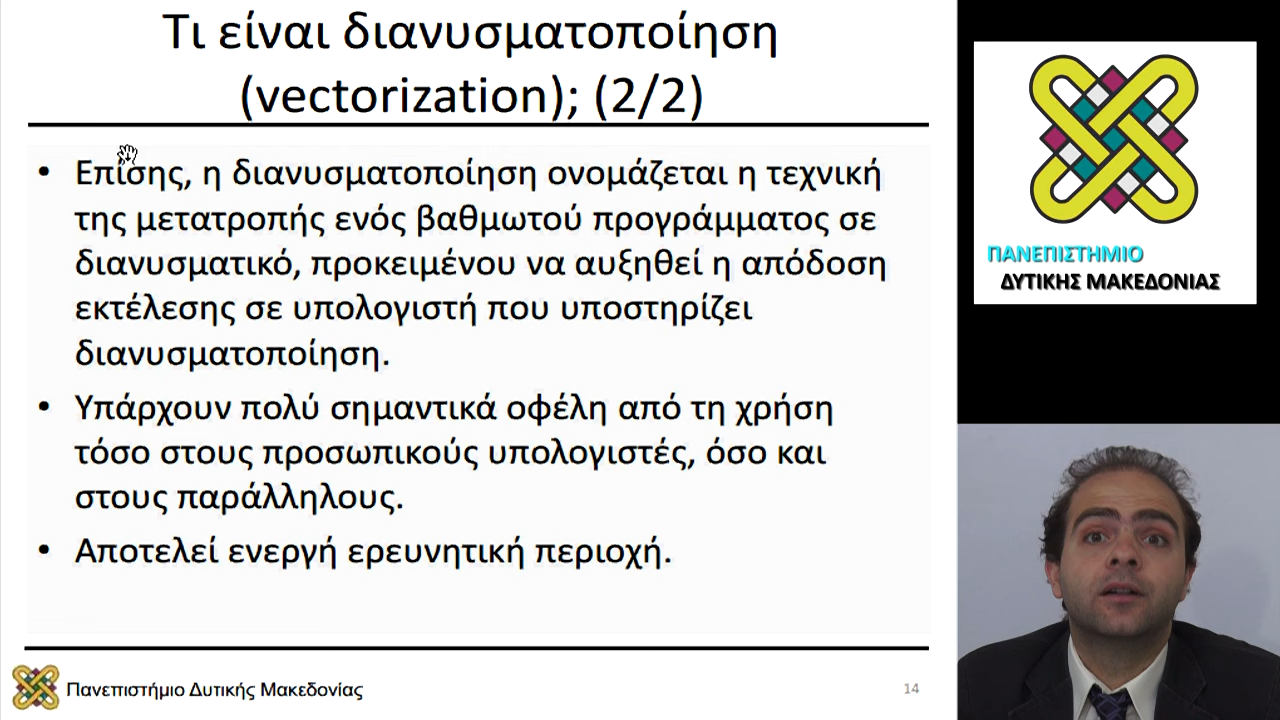 Τι είναι διανυσματοποίηση
(vectorization); (2/2)
• Επίσης, η διανυσματοποίηση ονομάζεται η τεχνική
της μετατροπής ενός βαθμωτού προγράμματος σε
διανυσματικό, προκειμένου να αυξηθεί η απόδοση
εκτέλεσης σε υπολογιστή που υποστηρίζει
διανυσματοποίηση.
• Υπάρχουν πολύ σημαντικά οφέλη από τη χρήση
τόσο στους προσωπικούς υπολογιστές, όσο και
στους παράλληλους.
• Αποτελεί ενεργή ερευνητική περιοχή.
Πανεπιστήμιο Δυτικής Μακεδονίας
14
ΠΑΝΕΠΙΣΤΗΜΙΟ
ΔΥΤΙΚΗΣ ΜΑΚΕΔΟΝΙΑΣ